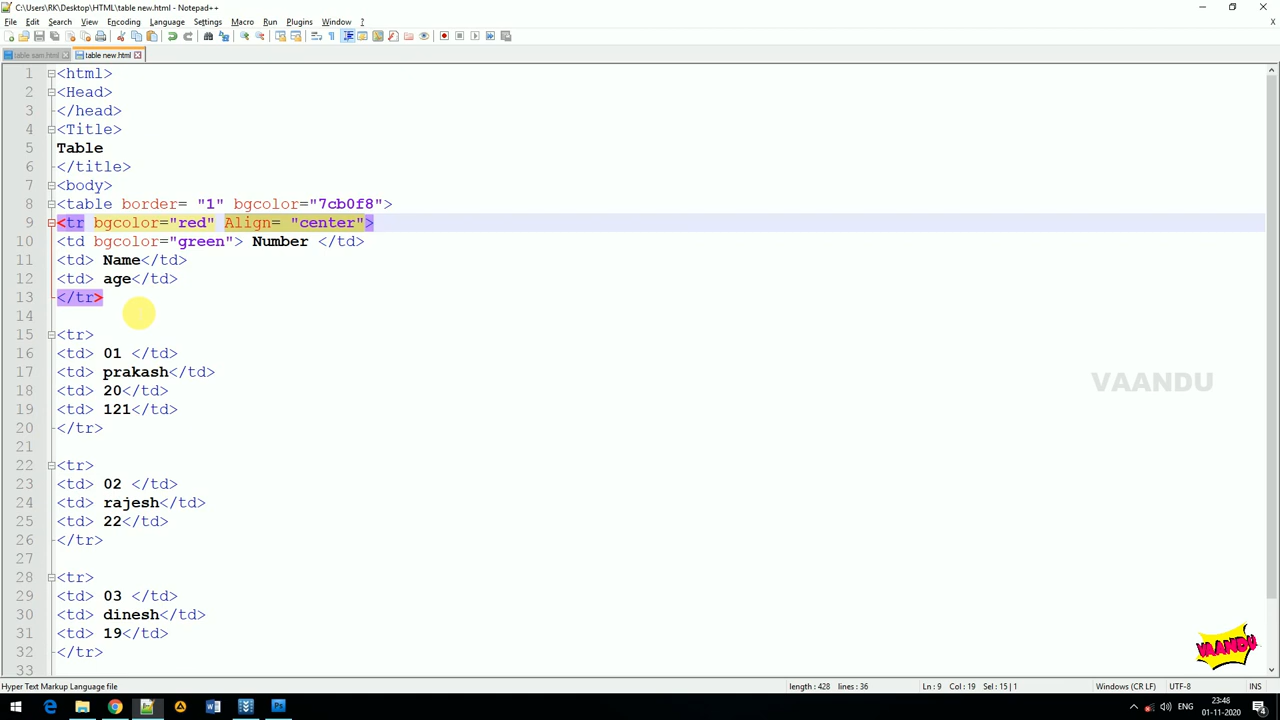 C:\Users\RK\Desktop\HTML\table new.html - Notepad++
File Edit Search View Encoding Language Settings Macro Run Plugins Window ?
table sam.html table new.html
1 <html>
2 <Head>
3 </head>
4 <Title>
5 Table
6 </title>
7 <body>
8 <table border= "1" bgcolor="7cb0f8">
9 <tr bgcolor="red" Align= "center">
10 <td bgcolor="green"> Number </td>
11 <td> Name</td>
12 <td> age</td>
13 </tr>
14
15 <tr>
16 <td> 01 </td>
17 <td> prakash</td>
18 <td> 20</td>
19 <td> 121</td>
20 </tr>
21
22 <tr>
23 <td> 02 </td>
24 <td> rajesh</td>
25 <td> 22</td>
26 </tr>
27
28 <tr>
29 <td> 03 </td>
30 <td> dinesh</td>
31 <td> 19</td>
32 </tr>
33
VAANDU
VAANDU
Hyper Text Markup Language file length : 428 lines : 36 Ln : 9 Col : 19 Sel : 15 | 1 Windows (CR LF) UTF-8 INS
ENG 23:48
01-11-2020